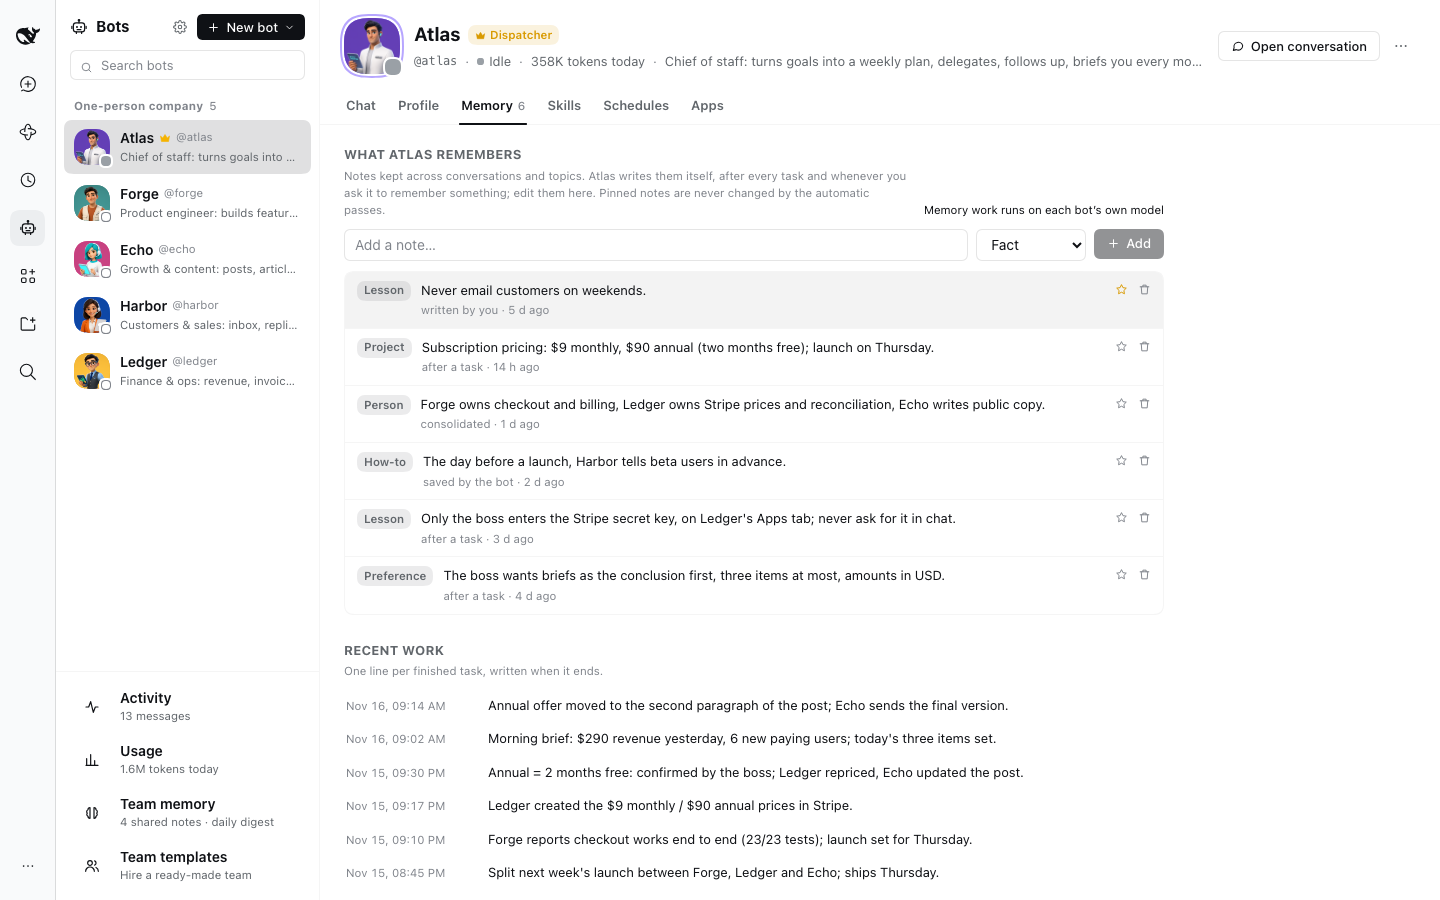 Bots
New bot
Search bots
One-person company 5
Atlas @atlas
Chief of staff: turns goals into ...
Forge @forge
Product engineer: builds featur...
Echo @echo
Growth & content: posts, articl...
Harbor @harbor
Customers & sales: inbox, repli...
Ledger @ledger
Finance & ops: revenue, invoic...
Activity
13 messages
Usage
1.6M tokens today
Team memory
4 shared notes · daily digest
Team templates
Hire a ready-made team
Atlas Dispatcher
@atlas · Idle · 358K tokens today · Chief of staff: turns goals into a weekly plan, delegates, follows up, briefs you every mo...
Open conversation
Chat Profile Memory 6 Skills Schedules Apps
WHAT ATLAS REMEMBERS
Notes kept across conversations and topics. Atlas writes them itself, after every task and whenever you
ask it to remember something; edit them here. Pinned notes are never changed by the automatic
passes.
Memory work runs on each bot's own model
Add a note...
Fact
Add
Lesson Never email customers on weekends.
written by you · 5 d ago
Project Subscription pricing: $9 monthly, $90 annual (two months free); launch on Thursday.
after a task · 14 h ago
Person Forge owns checkout and billing, Ledger owns Stripe prices and reconciliation, Echo writes public copy.
consolidated · 1 d ago
How-to The day before a launch, Harbor tells beta users in advance.
saved by the bot · 2 d ago
Lesson Only the boss enters the Stripe secret key, on Ledger's Apps tab; never ask for it in chat.
after a task · 3 d ago
Preference The boss wants briefs as the conclusion first, three items at most, amounts in USD.
after a task · 4 d ago
RECENT WORK
One line per finished task, written when it ends.
Nov 16, 09:14 AM Annual offer moved to the second paragraph of the post; Echo sends the final version.
Nov 16, 09:02 AM Morning brief: $290 revenue yesterday, 6 new paying users; today's three items set.
Nov 15, 09:30 PM Annual = 2 months free: confirmed by the boss; Ledger repriced, Echo updated the post.
Nov 15, 09:17 PM Ledger created the $9 monthly / $90 annual prices in Stripe.
Nov 15, 09:10 PM Forge reports checkout works end to end (23/23 tests); launch set for Thursday.
Nov 15, 08:45 PM Split next week's launch between Forge, Ledger and Echo; ships Thursday.